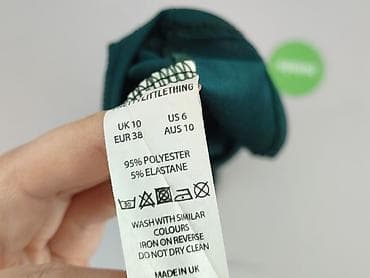 LITTLETHING
UK 10 US 6
EUR 38 AUS 10
95% POLYESTER
5% ELASTANE
WASH WITH SIMILAR
COLOURS
IRON ON REVERSE
DO NOT DRY CLEAN
MADE IN UK